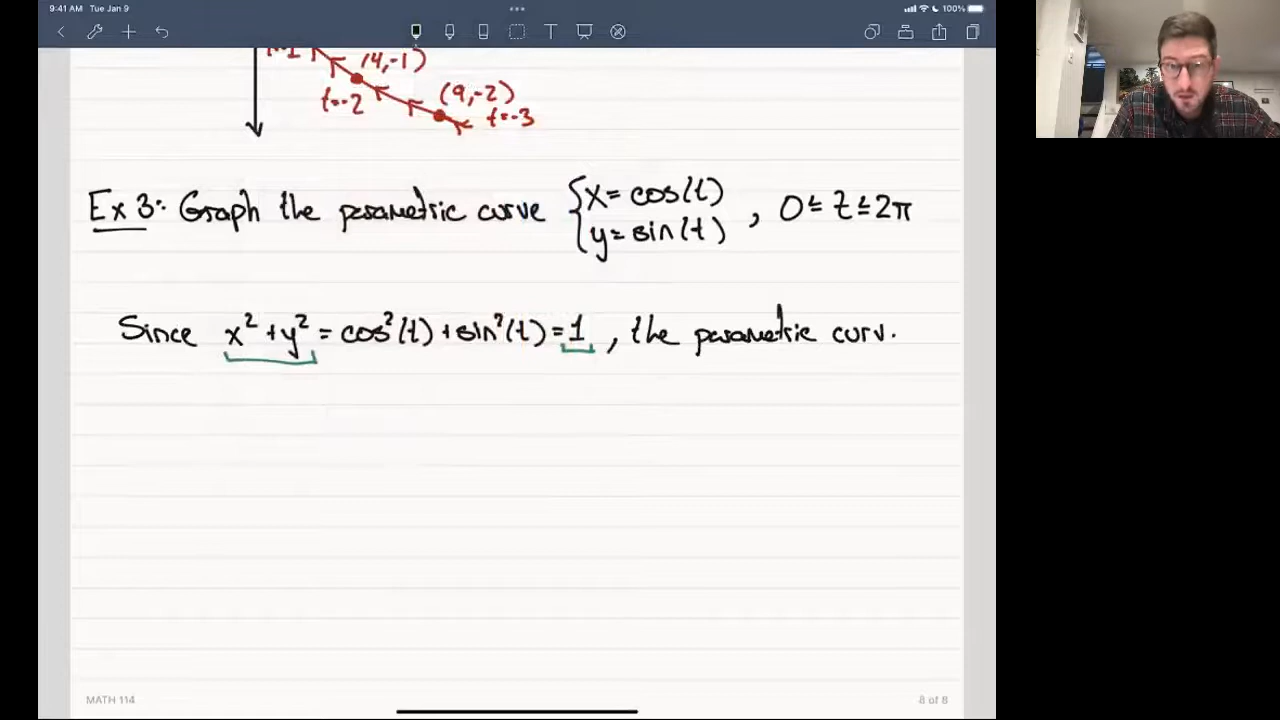 9:41 AM Tue Jan 9
100%
(4,-1)
t=-2
(9,-2)
t=-3
Ex 3: Graph the parametric curve { x = cos(t) y = sin(t) , 0 ≤ t ≤ 2π
Since x² + y² = cos²(t) + sin²(t) = 1 , the parametric curv
MATH 114
8 of 8